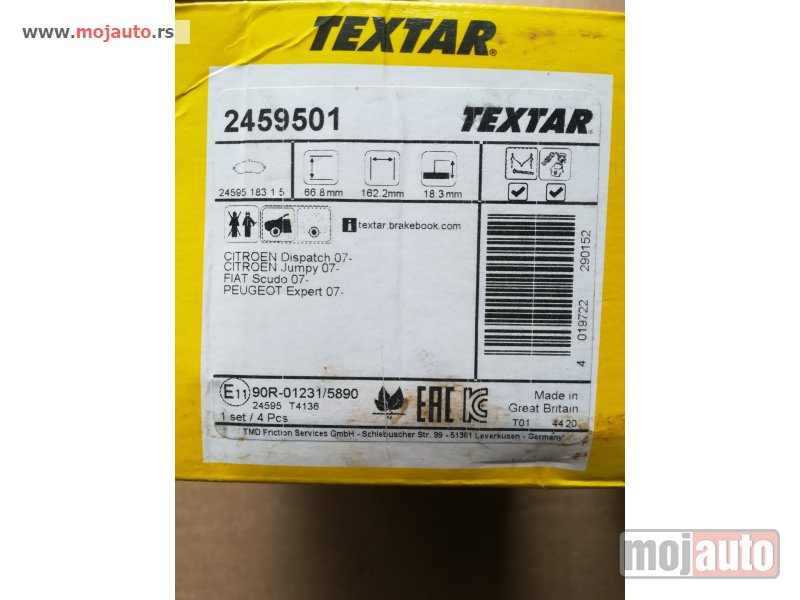 www.mojauto.rs
TEXTAR®
2459501 TEXTAR®
24595 183 1 5 66.8mm 162.2mm 18.3mm
i textar.brakebook.com
CITROEN Dispatch 07-
CITROEN Jumpy 07-
FIAT Scudo 07-
PEUGEOT Expert 07-
4 019722 290152
E11 90R-01231/5890
24595 T4136
1 set / 4 Pcs
EAC KC
Made in
Great Britain
T01 44 20
TMD Friction Services GmbH - Schlebuscher Str. 99 - 51381 Leverkusen - Germany
mojauto